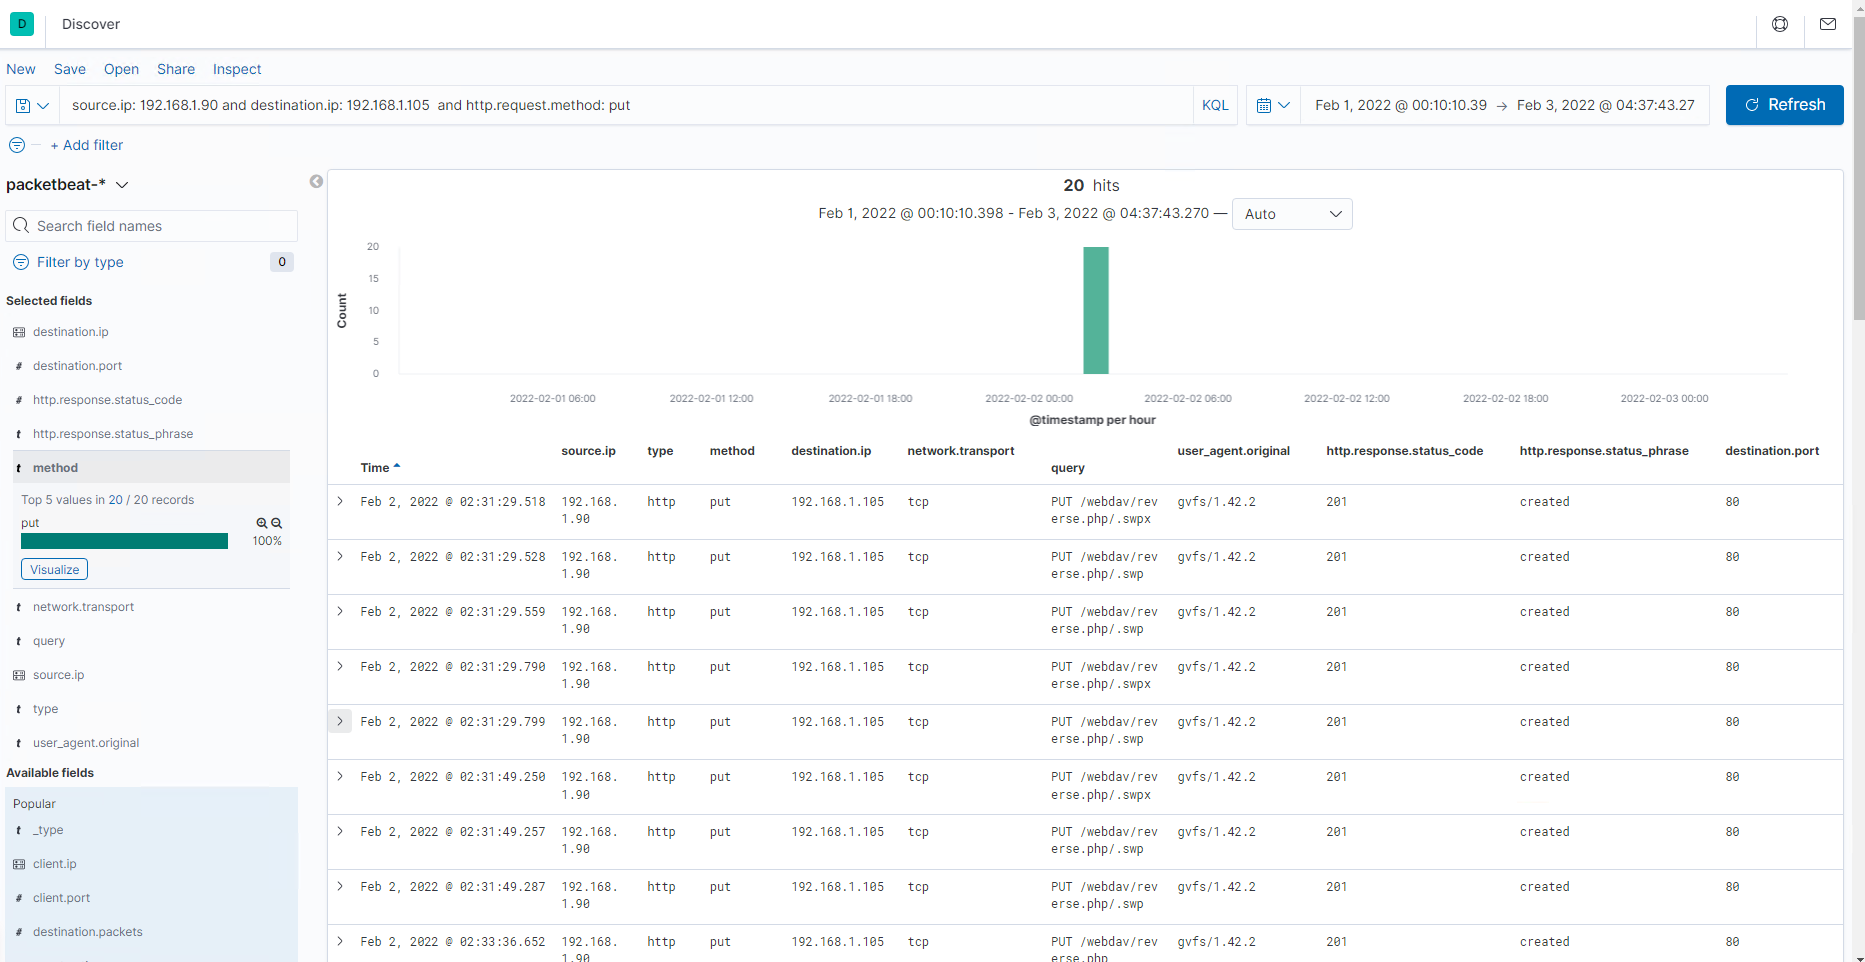 D Discover
New Save Open Share Inspect
source.ip: 192.168.1.90 and destination.ip: 192.168.1.105 and http.request.method: put KQL Feb 1, 2022 @ 00:10:10.39 → Feb 3, 2022 @ 04:37:43.27 Refresh
+ Add filter
packetbeat-*
Search field names
Filter by type 0
Selected fields
destination.ip
# destination.port
# http.response.status_code
t http.response.status_phrase
t method
Top 5 values in 20 / 20 records
put
100%
Visualize
t network.transport
t query
source.ip
t type
t user_agent.original
Available fields
Popular
t _type
client.ip
# client.port
# destination.packets
20 hits
Feb 1, 2022 @ 00:10:10.398 - Feb 3, 2022 @ 04:37:43.270 — Auto
Count
20
15
10
5
0
2022-02-01 06:00 2022-02-01 12:00 2022-02-01 18:00 2022-02-02 00:00 2022-02-02 06:00 2022-02-02 12:00 2022-02-02 18:00 2022-02-03 00:00
@timestamp per hour
Time source.ip type method destination.ip network.transport query user_agent.original http.response.status_code http.response.status_phrase destination.port
Feb 2, 2022 @ 02:31:29.518 192.168. http put 192.168.1.105 tcp PUT /webdav/rev gvfs/1.42.2 201 created 80
1.90 erse.php/.swpx
Feb 2, 2022 @ 02:31:29.528 192.168. http put 192.168.1.105 tcp PUT /webdav/rev gvfs/1.42.2 201 created 80
1.90 erse.php/.swp
Feb 2, 2022 @ 02:31:29.559 192.168. http put 192.168.1.105 tcp PUT /webdav/rev gvfs/1.42.2 201 created 80
1.90 erse.php/.swp
Feb 2, 2022 @ 02:31:29.790 192.168. http put 192.168.1.105 tcp PUT /webdav/rev gvfs/1.42.2 201 created 80
1.90 erse.php/.swpx
Feb 2, 2022 @ 02:31:29.799 192.168. http put 192.168.1.105 tcp PUT /webdav/rev gvfs/1.42.2 201 created 80
1.90 erse.php/.swp
Feb 2, 2022 @ 02:31:49.250 192.168. http put 192.168.1.105 tcp PUT /webdav/rev gvfs/1.42.2 201 created 80
1.90 erse.php/.swpx
Feb 2, 2022 @ 02:31:49.257 192.168. http put 192.168.1.105 tcp PUT /webdav/rev gvfs/1.42.2 201 created 80
1.90 erse.php/.swp
Feb 2, 2022 @ 02:31:49.287 192.168. http put 192.168.1.105 tcp PUT /webdav/rev gvfs/1.42.2 201 created 80
1.90 erse.php/.swp
Feb 2, 2022 @ 02:33:36.652 192.168. http put 192.168.1.105 tcp PUT /webdav/rev gvfs/1.42.2 201 created 80
1.90 erse.php